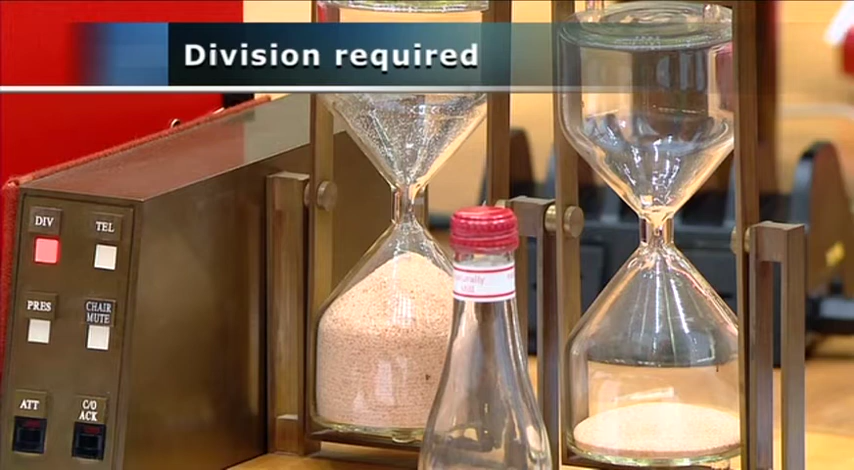 Division required
DIV
TEL
PRES
CHAIR
MUTE
ATT
C/O
ACK